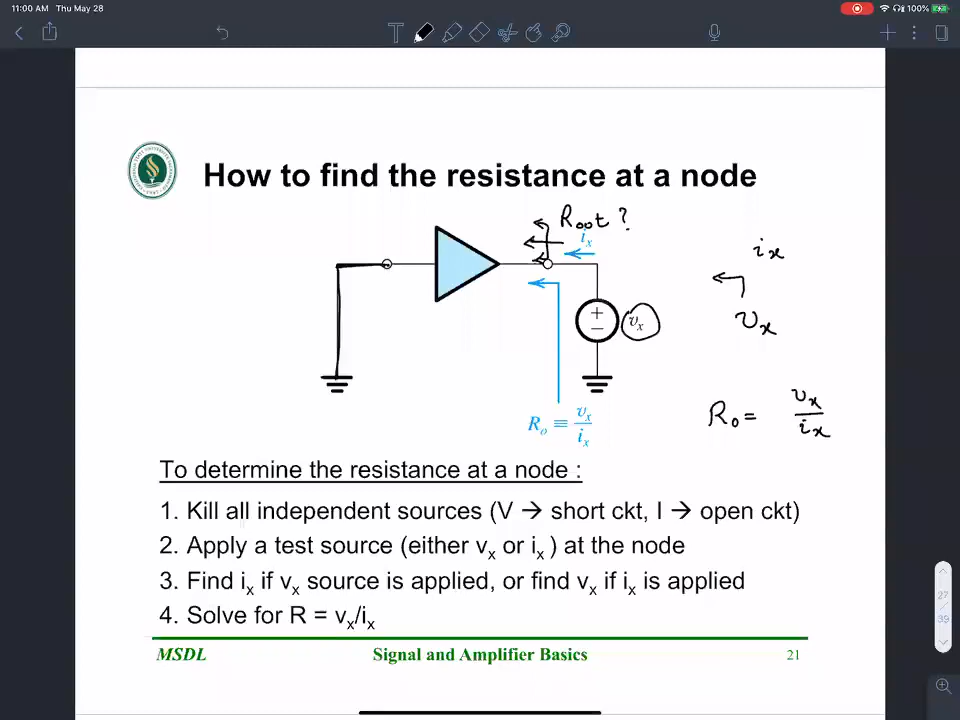 11:00 AM Thu May 28
100%
How to find the resistance at a node
Root ?
ix
ix
+
−
vx
vx
Ro ≡ vx/ix
Ro = vx/ix
To determine the resistance at a node :
1. Kill all independent sources (V → short ckt, I → open ckt)
2. Apply a test source (either vx or ix ) at the node
3. Find ix if vx source is applied, or find vx if ix is applied
4. Solve for R = vx/ix
MSDL Signal and Amplifier Basics 21
27
39